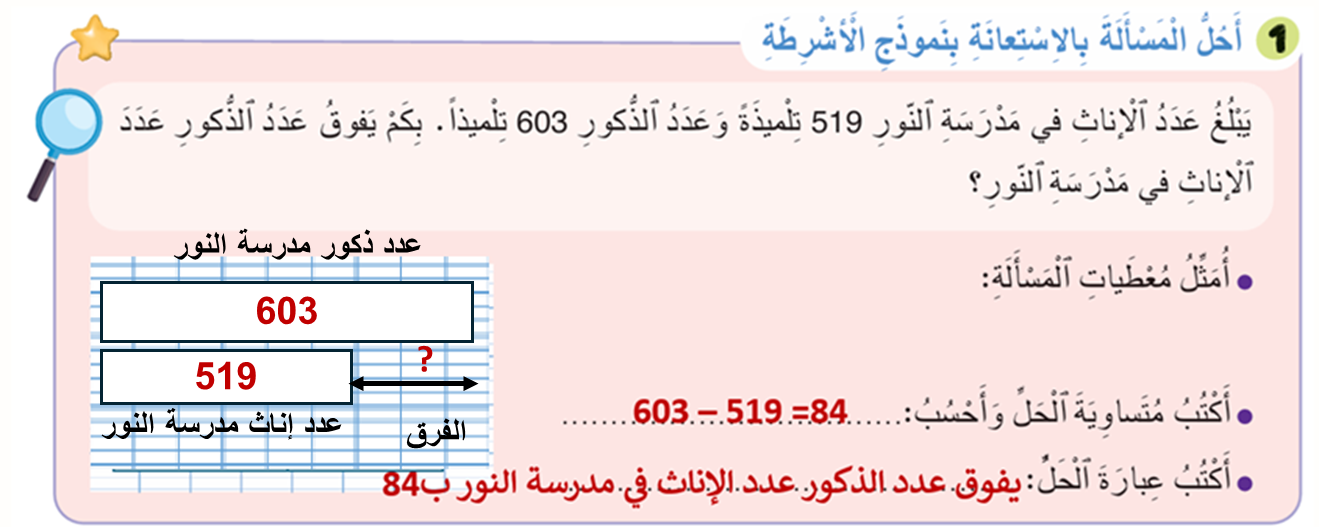 1 أَحُلُّ الْمَسْأَلَةَ بِالِاسْتِعانَةِ بِنَموذَجِ الْأَشْرِطَةِ
يَبْلُغُ عَدَدُ ٱلْإِناثِ في مَدْرَسَةِ ٱلنّورِ 519 تِلْميذَةً وَعَدَدُ ٱلذُّكورِ 603 تِلْميذاً. بِكَمْ يَفوقُ عَدَدُ ٱلذُّكورِ عَدَدَ
ٱلْإِناثِ في مَدْرَسَةِ ٱلنّورِ؟
عدد ذكور مدرسة النور
● أُمَثِّلُ مُعْطَياتِ ٱلْمَسْأَلَةِ:
603
?
519
عدد إناث مدرسة النور
الفرق
● أَكْتُبُ مُتَساوِيَةَ ٱلْحَلِّ وَأَحْسُبُ: 603 – 519 =84
● أَكْتُبُ عِبارَةَ ٱلْحَلِّ: يفوق عدد الذكور عدد الإناث في مدرسة النور ب84